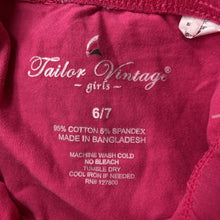 Tailor Vintage
- girls -
6/7
95% COTTON 5% SPANDEX
MADE IN BANGLADESH
MACHINE WASH COLD
NO BLEACH
TUMBLE DRY
COOL IRON IF NEEDED
RN# 127800